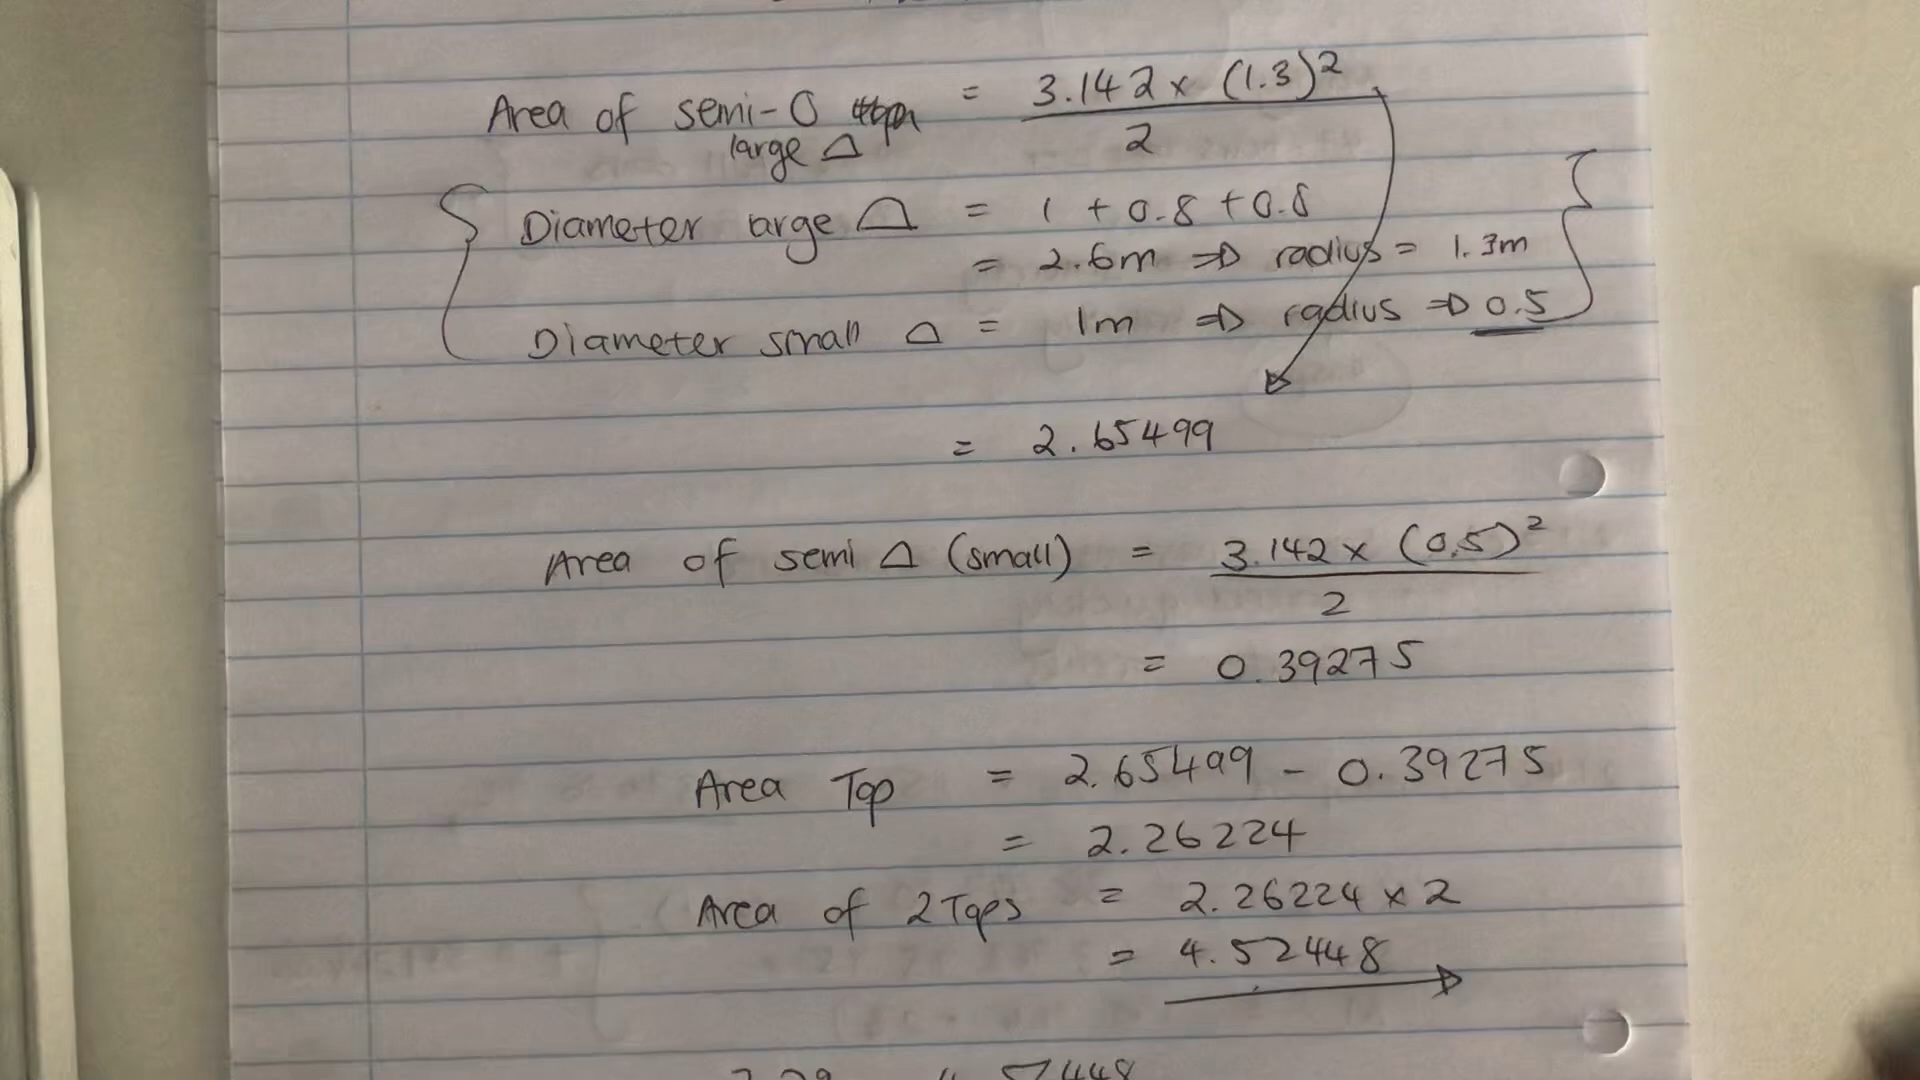 Area of semi-O = 3.142 x (1.3)²
2
large △
Diameter arge △ = 1 + 0.8 + 0.8
= 2.6m => radius = 1.3m
Diameter small △ = 1m => radius => 0.5
= 2.65499
Area of semi △ (small) = 3.142 x (0.5)²
2
= 0.39275
Area Top = 2.65499 - 0.39275
= 2.26224
Area of 2 Tops = 2.26224 x 2
= 4.52448